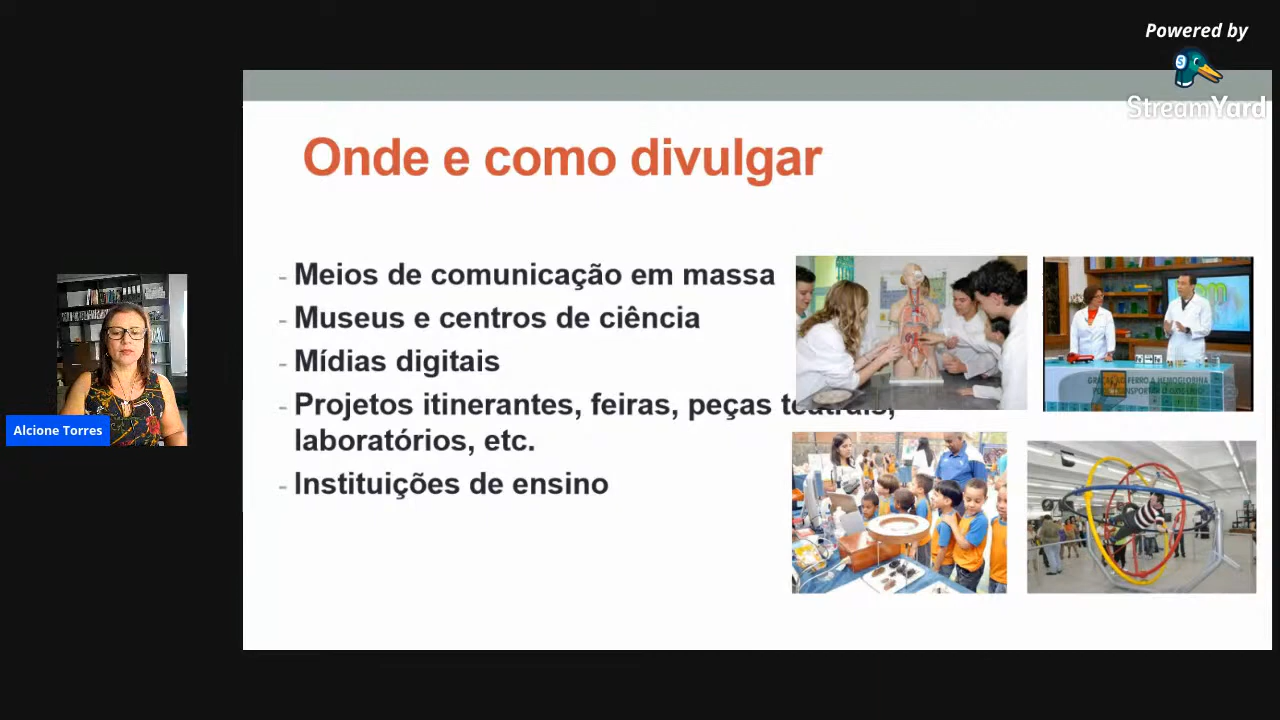 Powered by
StreamYard
Onde e como divulgar
- Meios de comunicação em massa
- Museus e centros de ciência
- Mídias digitais
- Projetos itinerantes, feiras, peças teatrais,
laboratórios, etc.
- Instituições de ensino
Alcione Torres